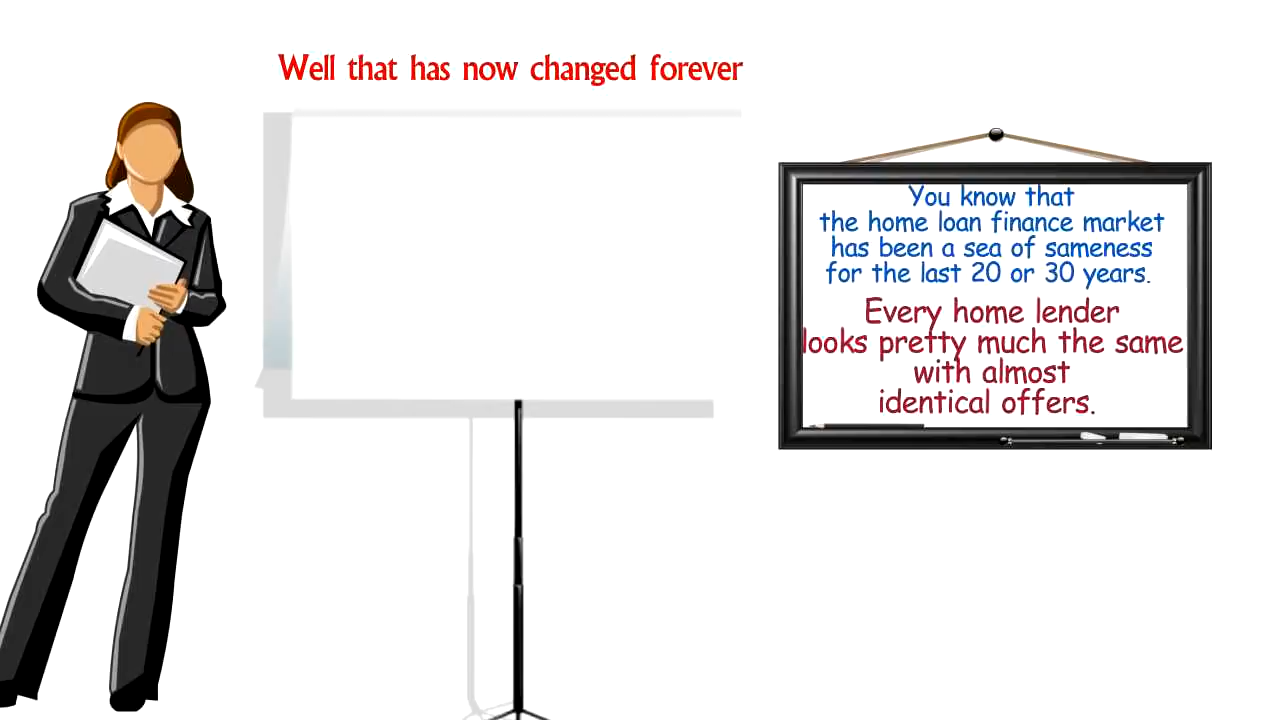 Well that has now changed forever
You know that
the home loan finance market
has been a sea of sameness
for the last 20 or 30 years.
Every home lender
looks pretty much the same
with almost
identical offers.